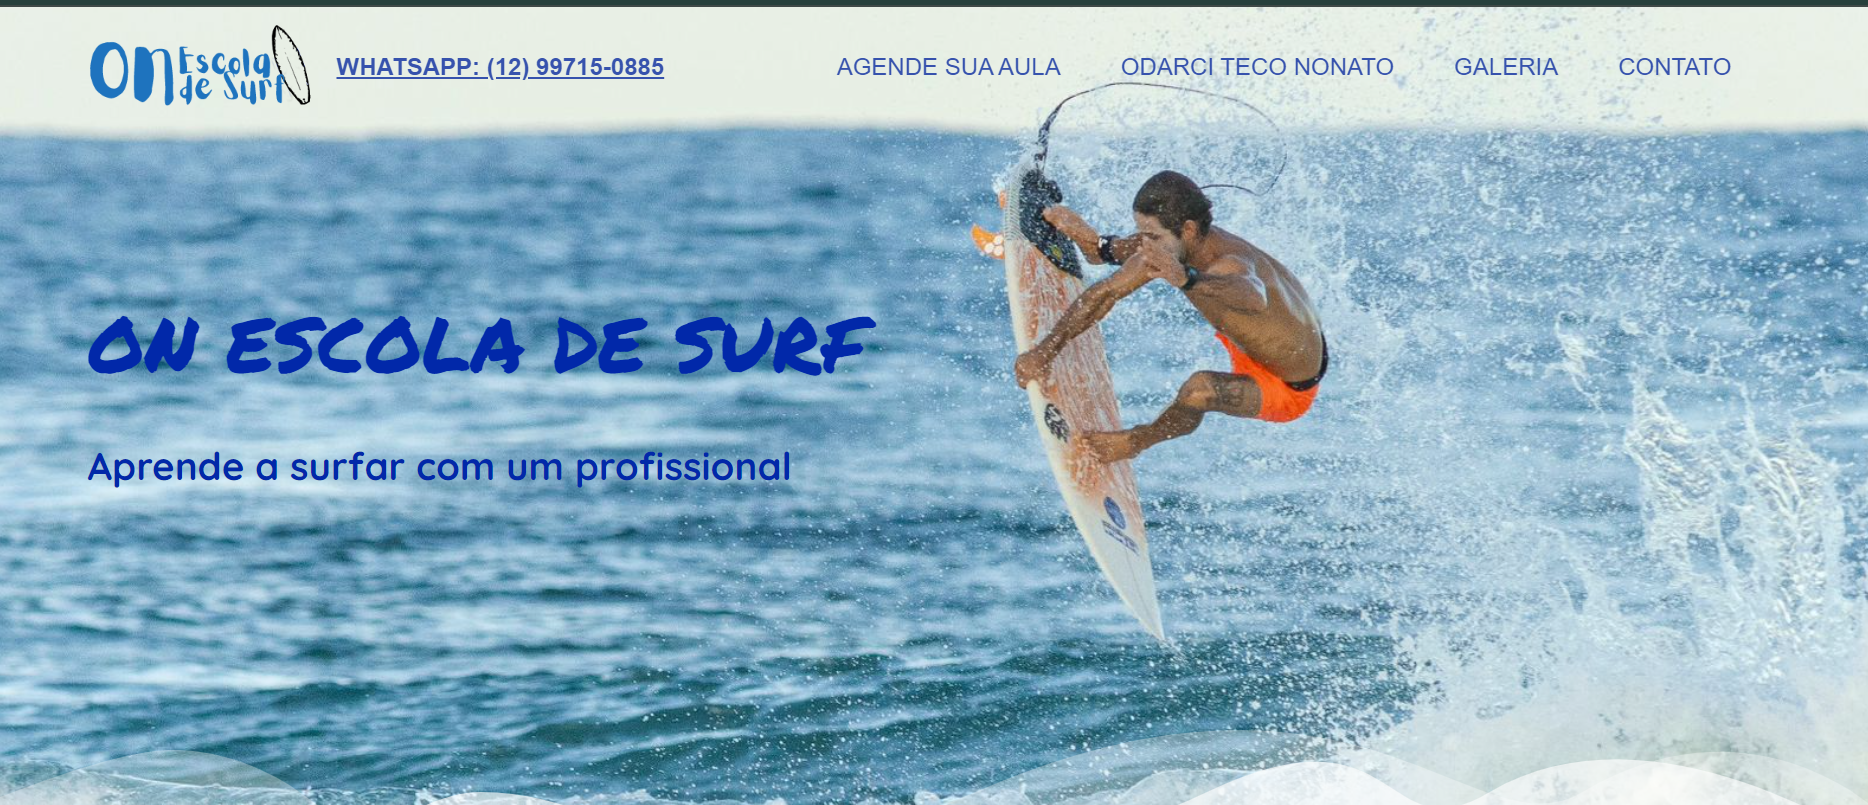 on Escola de Surf
WHATSAPP: (12) 99715-0885
AGENDE SUA AULA
ODARCI TECO NONATO
GALERIA
CONTATO
ON ESCOLA DE SURF
Aprende a surfar com um profissional